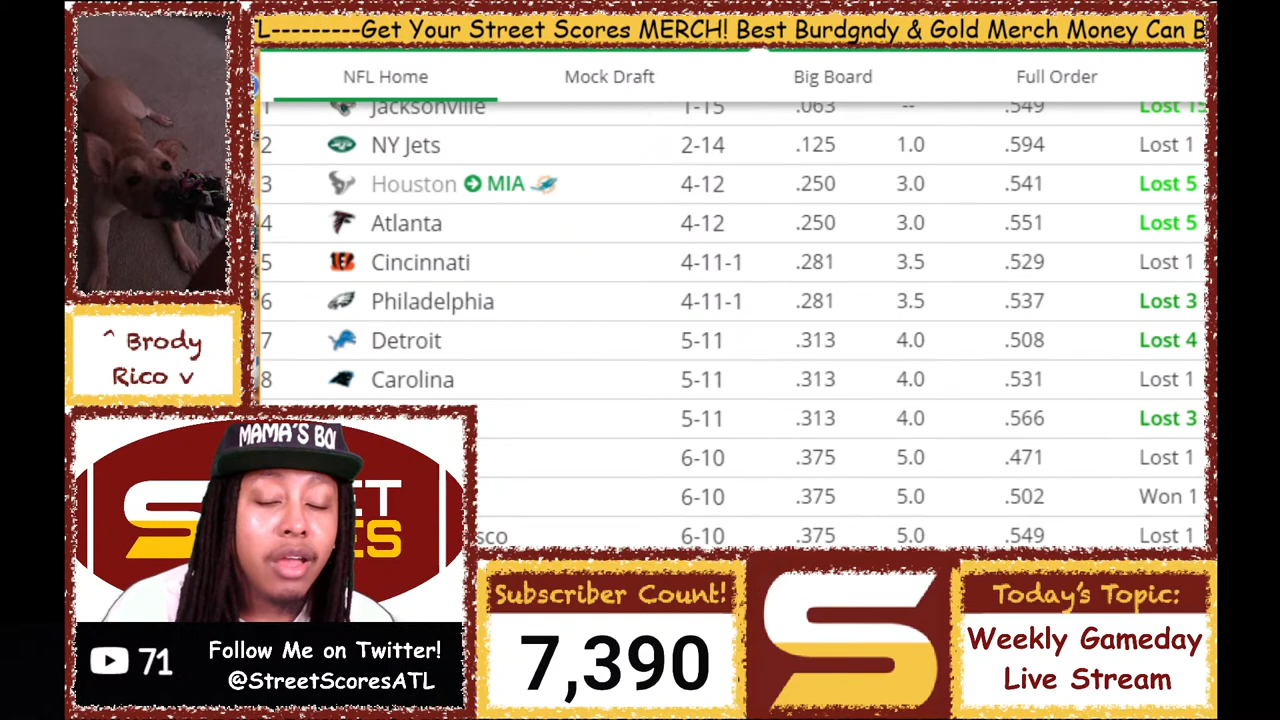 L---------Get Your Street Scores MERCH! Best Burdgndy & Gold Merch Money Can B
NFL Home Mock Draft Big Board Full Order
1 Jacksonville 1-15 .063 -- .549 Lost 15
2 NY Jets 2-14 .125 1.0 .594 Lost 1
3 Houston MIA 4-12 .250 3.0 .541 Lost 5
4 Atlanta 4-12 .250 3.0 .551 Lost 5
5 Cincinnati 4-11-1 .281 3.5 .529 Lost 1
6 Philadelphia 4-11-1 .281 3.5 .537 Lost 3
7 Detroit 5-11 .313 4.0 .508 Lost 4
8 Carolina 5-11 .313 4.0 .531 Lost 1
5-11 .313 4.0 .566 Lost 3
6-10 .375 5.0 .471 Lost 1
6-10 .375 5.0 .502 Won 1
sco 6-10 .375 5.0 .549 Lost 1
^ Brody
Rico v
MAMA'S BOI
ET
ES
71
Follow Me on Twitter!
@StreetScoresATL
Subscriber Count!
7,390
S
Today's Topic:
Weekly Gameday
Live Stream